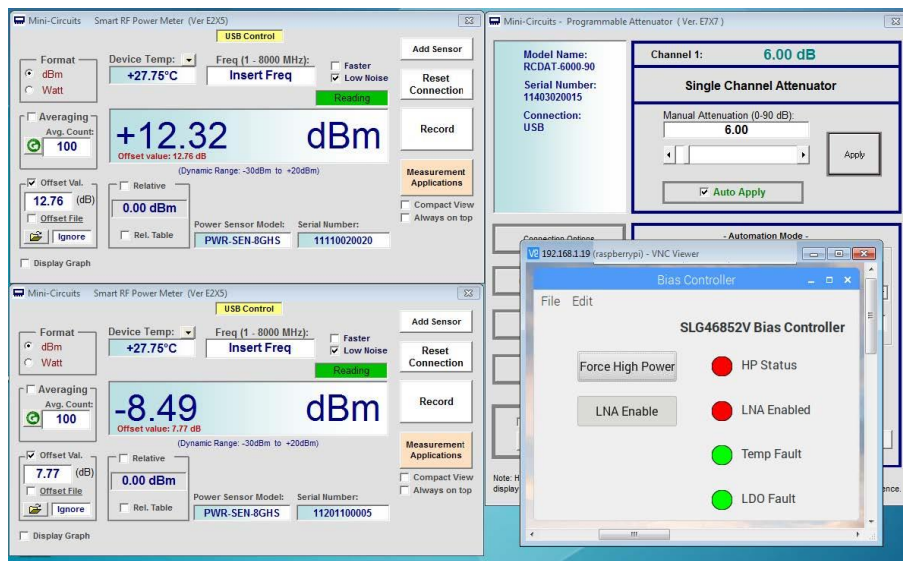 Mini-Circuits Smart RF Power Meter (Ver E2X5)
USB Control
Format
dBm
Watt
Device Temp:
+27.75°C
Freq (1 - 8000 MHz):
Insert Freq
Faster
Low Noise
Reading
Add Sensor
Reset Connection
Record
Measurement Applications
Compact View
Always on top
Averaging
Avg. Count:
100
+12.32 dBm
Offset value: 12.76 dB
(Dynamic Range: -30dBm to +20dBm)
Offset Val.
12.76 (dB)
Offset File
Ignore
Relative
0.00 dBm
Rel. Table
Power Sensor Model:
PWR-SEN-8GHS
Serial Number:
11110020020
Display Graph
Mini-Circuits Smart RF Power Meter (Ver E2X5)
USB Control
Format
dBm
Watt
Device Temp:
+27.75°C
Freq (1 - 8000 MHz):
Insert Freq
Faster
Low Noise
Reading
Add Sensor
Reset Connection
Record
Measurement Applications
Compact View
Always on top
Averaging
Avg. Count:
100
-8.49 dBm
Offset value: 7.77 dB
(Dynamic Range: -30dBm to +20dBm)
Offset Val.
7.77 (dB)
Offset File
Ignore
Relative
0.00 dBm
Rel. Table
Power Sensor Model:
PWR-SEN-8GHS
Serial Number:
11201100005
Display Graph
Mini-Circuits - Programmable Attenuator ( Ver. E7X7 )
Model Name:
RCDAT-6000-90
Serial Number:
11403020015
Connection:
USB
Channel 1: 6.00 dB
Single Channel Attenuator
Manual Attenuation (0-90 dB):
6.00
Apply
Auto Apply
Connection Options
- Automation Mode -
Note: H
display
ence.
192.168.1.19 (raspberrypi) - VNC Viewer
Bias Controller
File Edit
SLG46852V Bias Controller
Force High Power
HP Status
LNA Enable
LNA Enabled
Temp Fault
LDO Fault